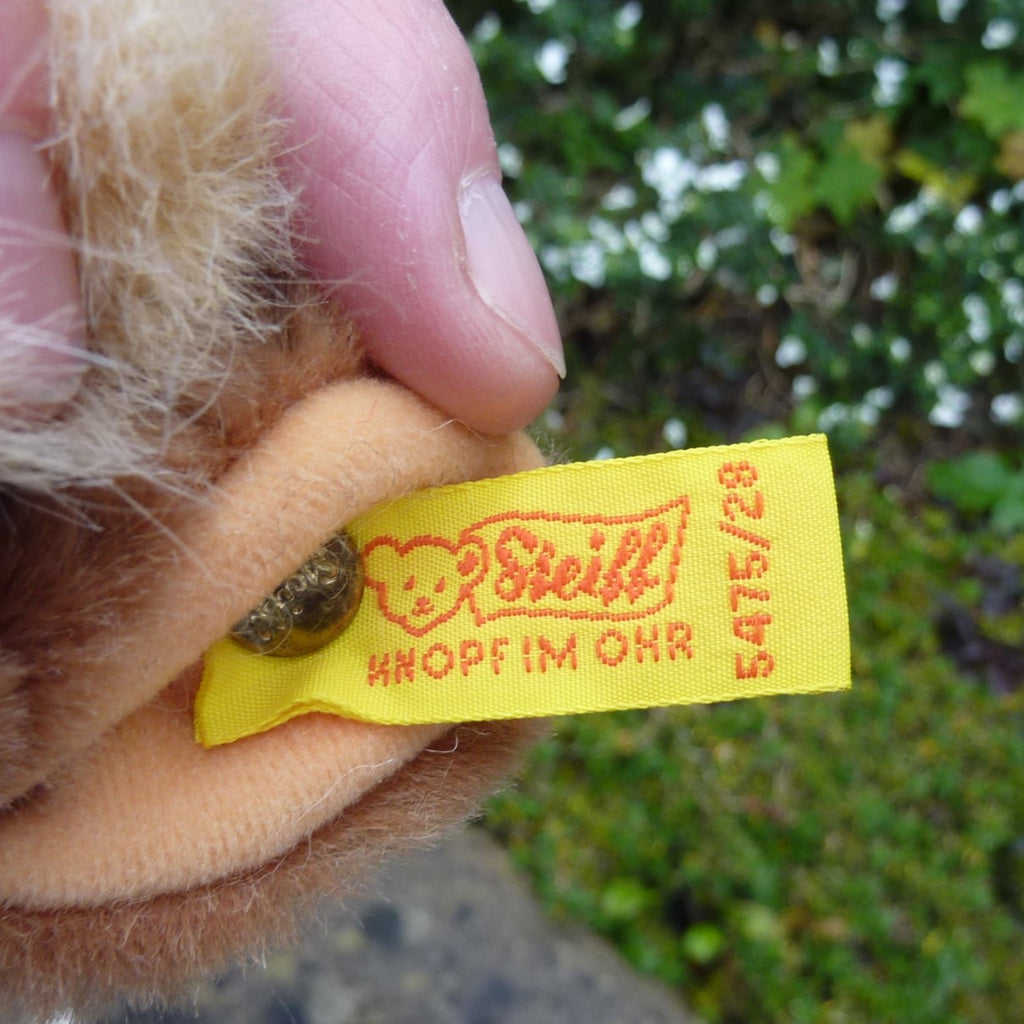 Steiff
KNOPF IM OHR
5475/28